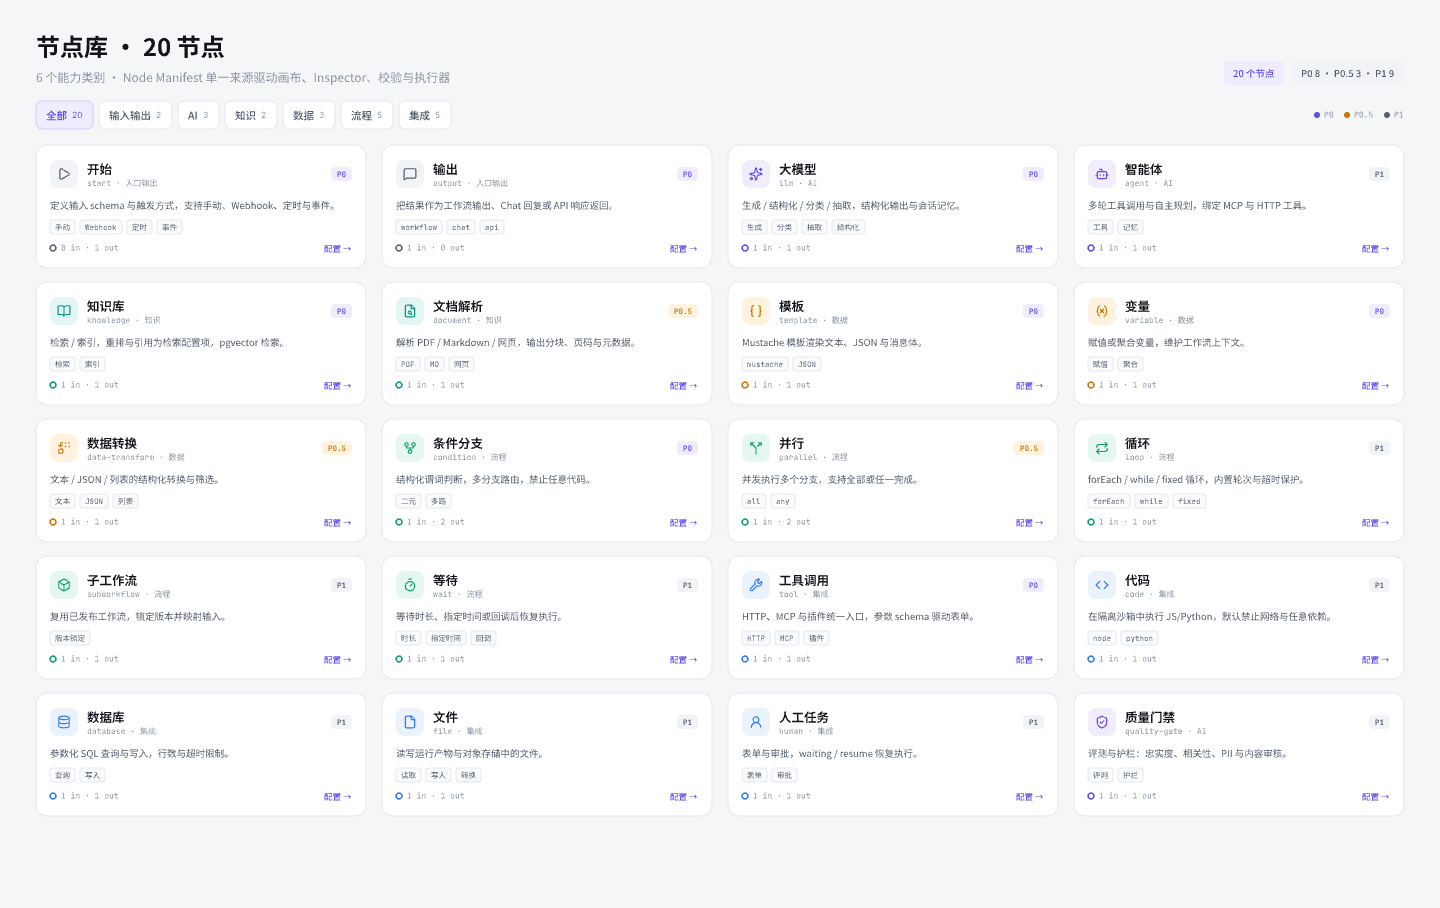 节点库 · 20 节点
6 个能力类别 · Node Manifest 单一来源驱动画布、Inspector、校验与执行器
20 个节点
P0 8 · P0.5 3 · P1 9
全部 20
输入输出 2
AI 3
知识 2
数据 3
流程 5
集成 5
P0
P0.5
P1
开始
P0
start · 入口输出
定义输入 schema 与触发方式，支持手动、Webhook、定时与事件。
手动 Webhook 定时 事件
0 in · 1 out
配置 →
输出
P0
output · 入口输出
把结果作为工作流输出、Chat 回复或 API 响应返回。
workflow chat api
1 in · 0 out
配置 →
大模型
P0
llm · AI
生成 / 结构化 / 分类 / 抽取，结构化输出与会话记忆。
生成 分类 抽取 结构化
1 in · 1 out
配置 →
智能体
P1
agent · AI
多轮工具调用与自主规划，绑定 MCP 与 HTTP 工具。
工具 记忆
1 in · 1 out
配置 →
知识库
P0
knowledge · 知识
检索 / 索引，重排与引用为检索配置项，pgvector 检索。
检索 索引
1 in · 1 out
配置 →
文档解析
P0.5
document · 知识
解析 PDF / Markdown / 网页，输出分块、页码与元数据。
PDF MD 网页
1 in · 1 out
配置 →
模板
P0
template · 数据
Mustache 模板渲染文本、JSON 与消息体。
mustache JSON
1 in · 1 out
配置 →
变量
P0
variable · 数据
赋值或聚合变量，维护工作流上下文。
赋值 聚合
1 in · 1 out
配置 →
数据转换
P0.5
data-transform · 数据
文本 / JSON / 列表的结构化转换与筛选。
文本 JSON 列表
1 in · 1 out
配置 →
条件分支
P0
condition · 流程
结构化谓词判断，多分支路由，禁止任意代码。
二元 多路
1 in · 2 out
配置 →
并行
P0.5
parallel · 流程
并发执行多个分支，支持全部或任一完成。
all any
1 in · 2 out
配置 →
循环
P1
loop · 流程
forEach / while / fixed 循环，内置轮次与超时保护。
forEach while fixed
1 in · 1 out
配置 →
子工作流
P1
subworkflow · 流程
复用已发布工作流，锁定版本并映射输入。
版本锁定
1 in · 1 out
配置 →
等待
P1
wait · 流程
等待时长、指定时间或回调后恢复执行。
时长 指定时间 回调
1 in · 1 out
配置 →
工具调用
P0
tool · 集成
HTTP、MCP 与插件统一入口，参数 schema 驱动表单。
HTTP MCP 插件
1 in · 1 out
配置 →
代码
P1
code · 集成
在隔离沙箱中执行 JS/Python，默认禁止网络与任意依赖。
node python
1 in · 1 out
配置 →
数据库
P1
database · 集成
参数化 SQL 查询与写入，行数与超时限制。
查询 写入
1 in · 1 out
配置 →
文件
P1
file · 集成
读写运行产物与对象存储中的文件。
读取 写入 转换
1 in · 1 out
配置 →
人工任务
P1
human · 集成
表单与审批，waiting / resume 恢复执行。
表单 审批
1 in · 1 out
配置 →
质量门禁
P1
quality-gate · AI
评测与护栏：忠实度、相关性、PII 与内容审核。
评测 护栏
1 in · 1 out
配置 →